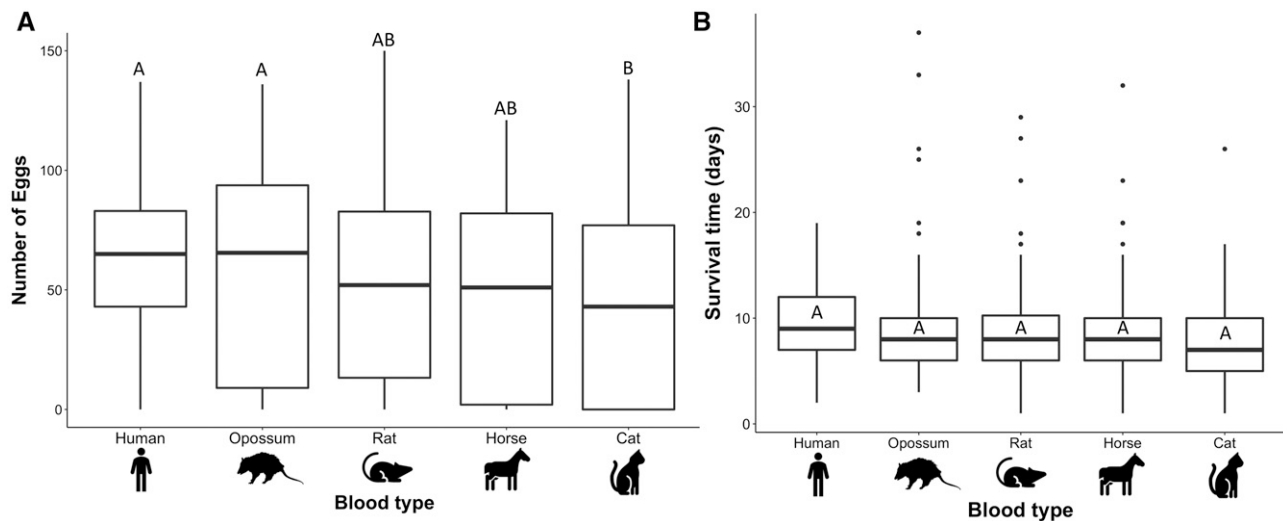 A
Number of Eggs
150
100
50
0
A
A
AB
AB
B
Human
Opossum
Rat
Horse
Cat
Blood type
B
Survival time (days)
30
20
10
0
A
A
A
A
A
Human
Opossum
Rat
Horse
Cat
Blood type